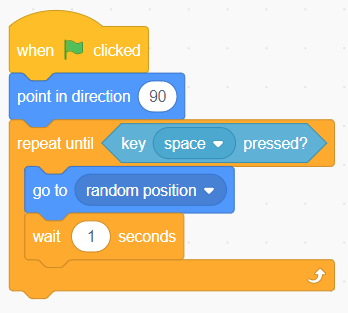 when clicked
point in direction 90
repeat until key space pressed?
go to random position
wait 1 seconds